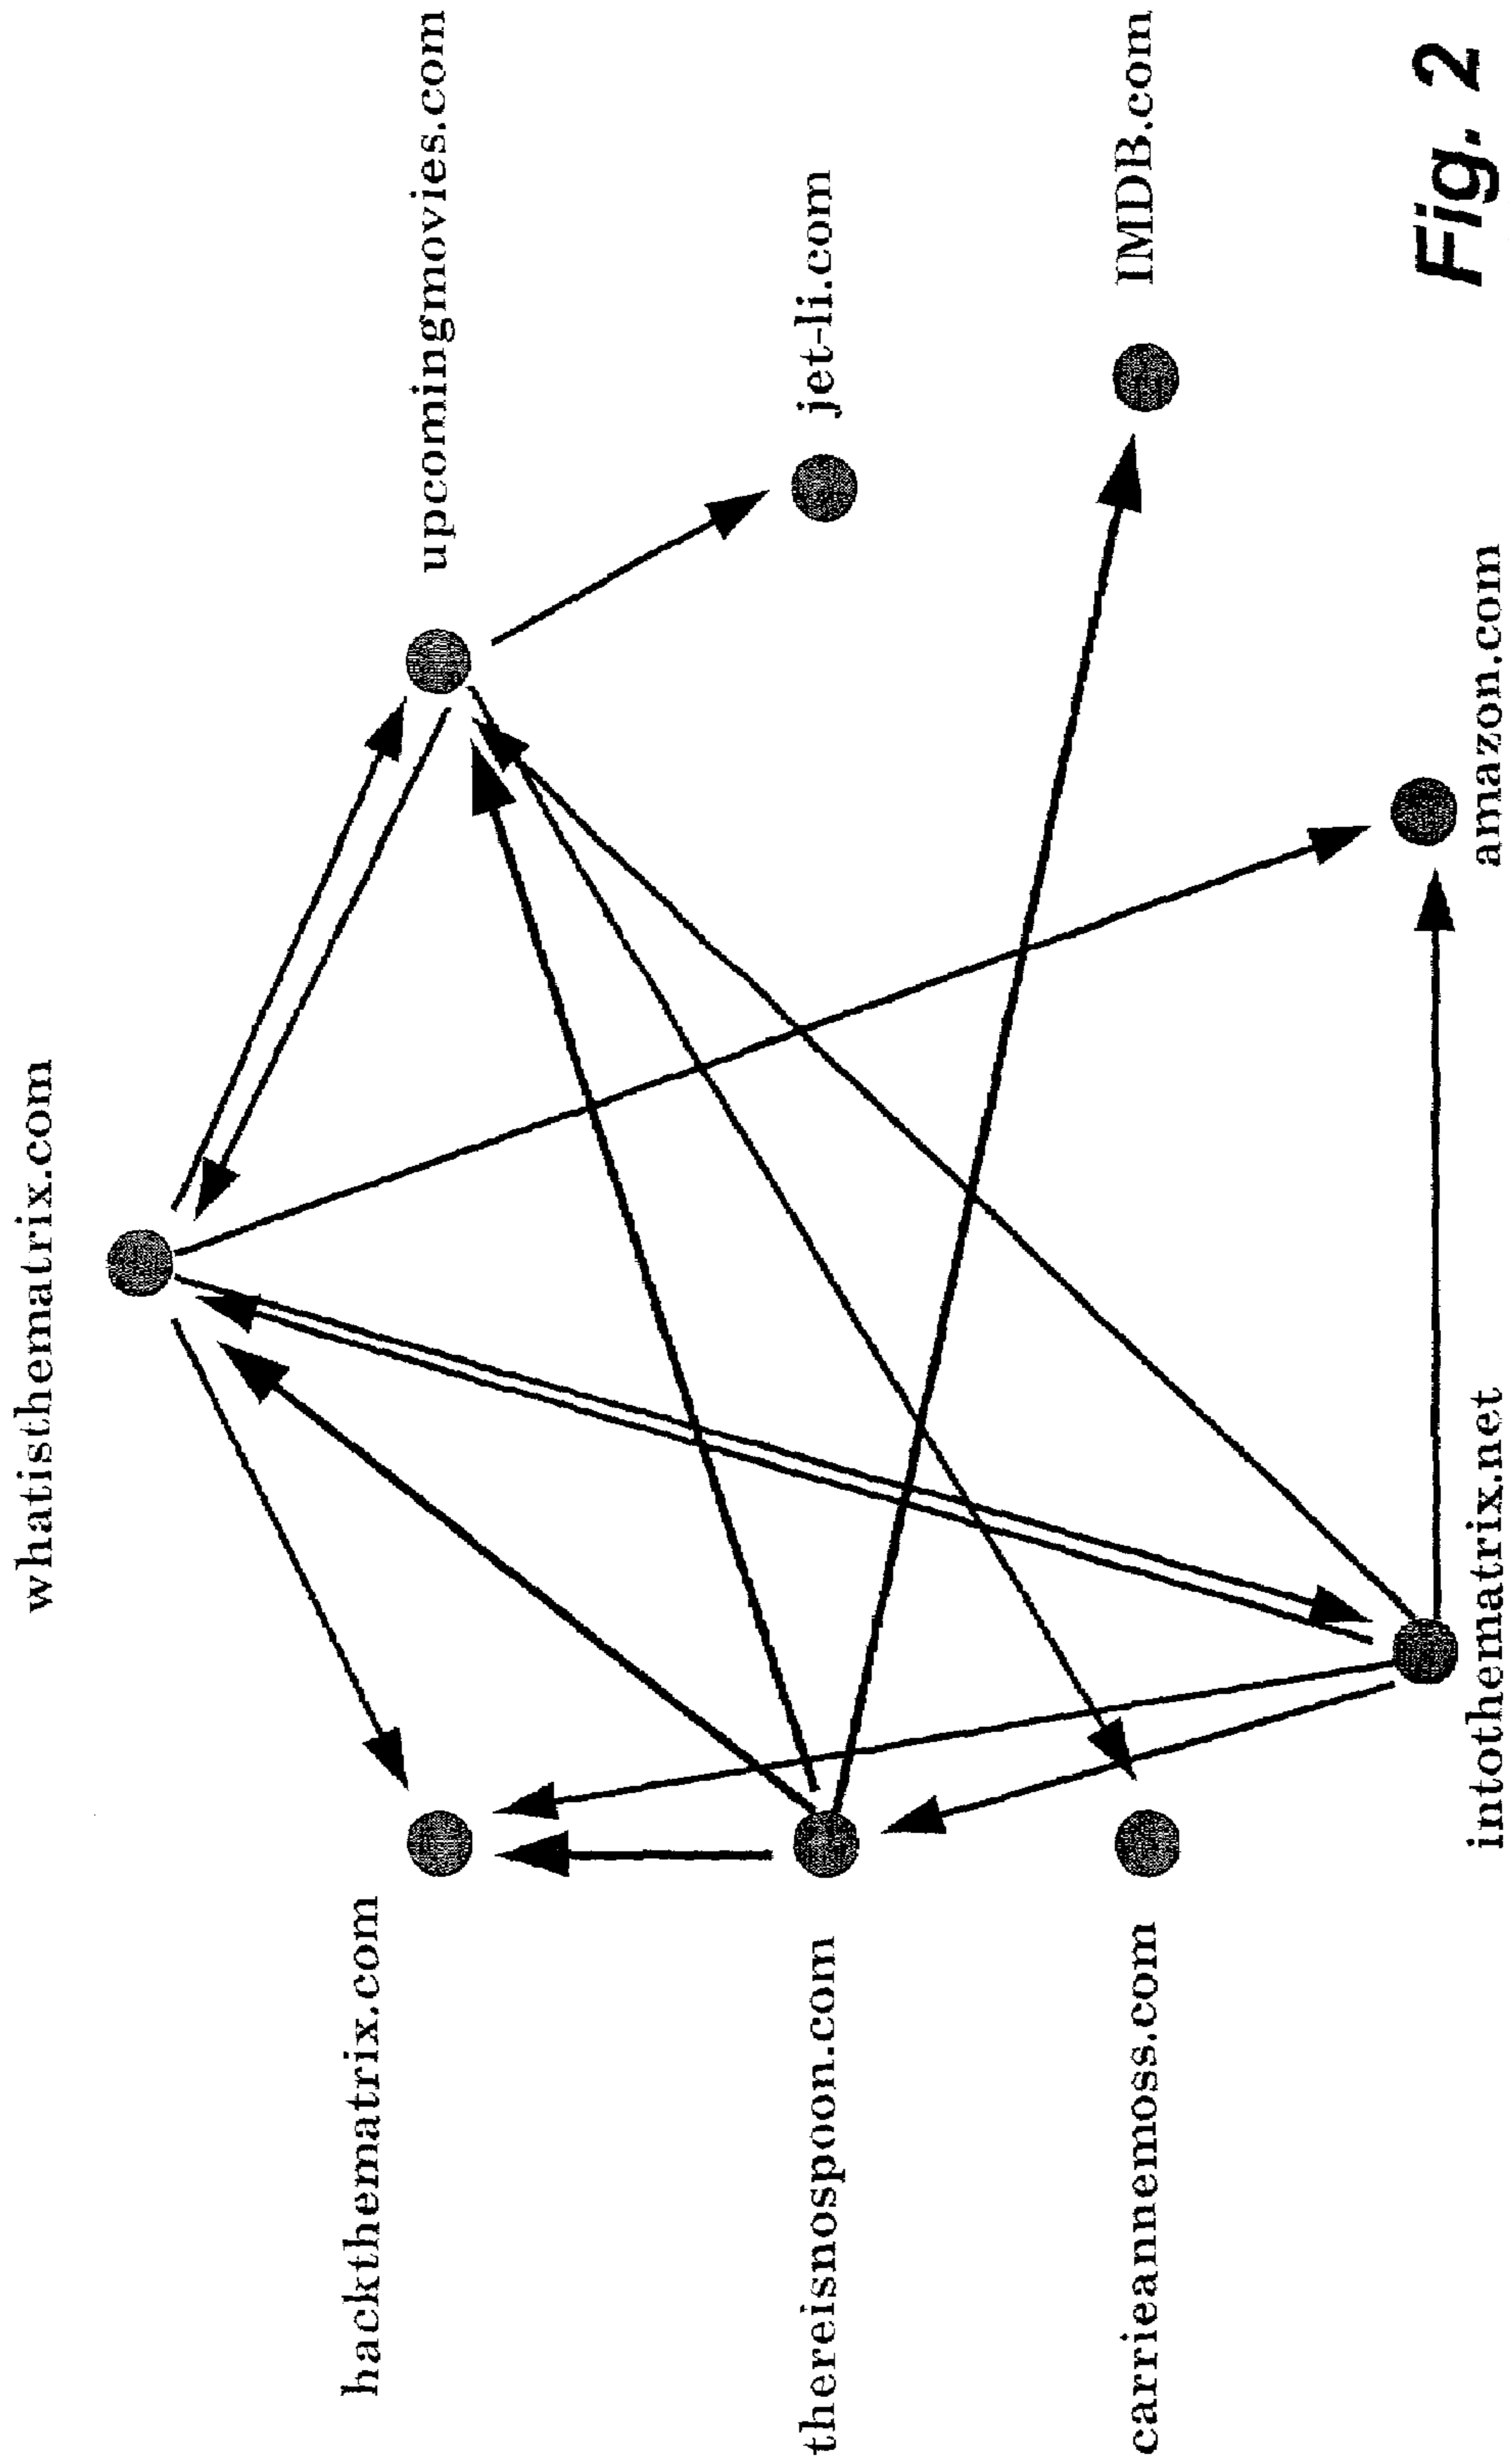 whatisthematrix.com
hackthematrix.com
upcomingmovies.com
thereisnospoon.com
jet-li.com
carrieannemoss.com
IMDB.com
intothematrix.net
amazon.com
Fig. 2